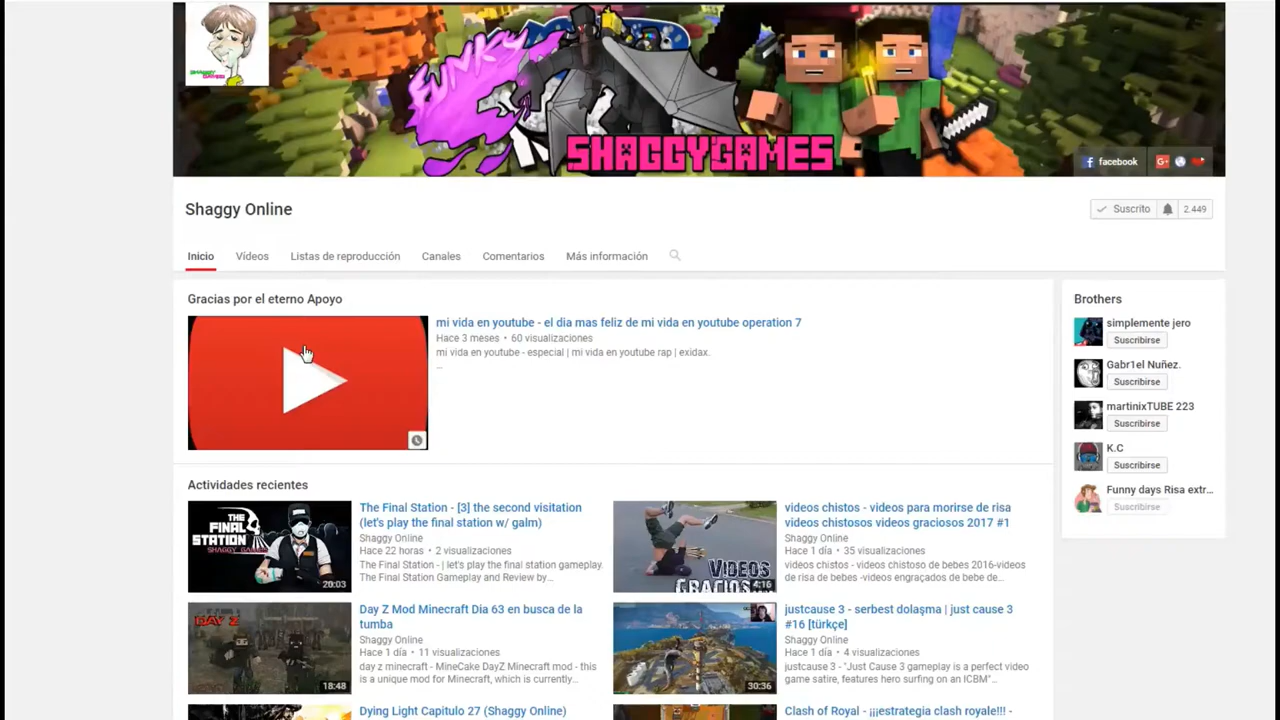 SHAGGYGAMES
facebook
Shaggy Online
Suscrito
2.449
Inicio
Vídeos
Listas de reproducción
Canales
Comentarios
Más información
Gracias por el eterno Apoyo
mi vida en youtube - el dia mas feliz de mi vida en youtube operation 7
Hace 3 meses • 60 visualizaciones
mi vida en youtube - especial | mi vida en youtube rap | exidax.
...
Brothers
simplemente jero
Suscribirse
Gabr1el Nuñez.
Suscribirse
martinixTUBE 223
Suscribirse
K.C
Suscribirse
Funny days Risa extr...
Suscribirse
Actividades recientes
THE FINAL STATION
SHAGGY GAMES
20:03
The Final Station - [3] the second visitation
(let's play the final station w/ galm)
Shaggy Online
Hace 22 horas • 2 visualizaciones
The Final Station - | let's play the final station gameplay.
The Final Station Gameplay and Review by...
VIDEOS
GRACIOSOS
4:16
videos chistos - videos para morirse de risa
videos chistosos videos graciosos 2017 #1
Shaggy Online
Hace 1 día • 35 visualizaciones
videos chistos - videos chistoso de bebes 2016-videos
de risa de bebes -videos engraçados de bebe de...
DAY Z
18:48
Day Z Mod Minecraft Dia 63 en busca de la
tumba
Shaggy Online
Hace 1 día • 11 visualizaciones
day z minecraft - MineCake DayZ Minecraft mod - this
is a unique mod for Minecraft, which is currently...
30:36
justcause 3 - serbest dolaşma | just cause 3
#16 [türkçe]
Shaggy Online
Hace 1 día • 4 visualizaciones
justcause 3 - "Just Cause 3 gameplay is a perfect video
game satire, features hero surfing on an ICBM"...
Dying Light Capitulo 27 (Shaggy Online)
Clash of Royal - ¡¡¡estrategia clash royale!!! -